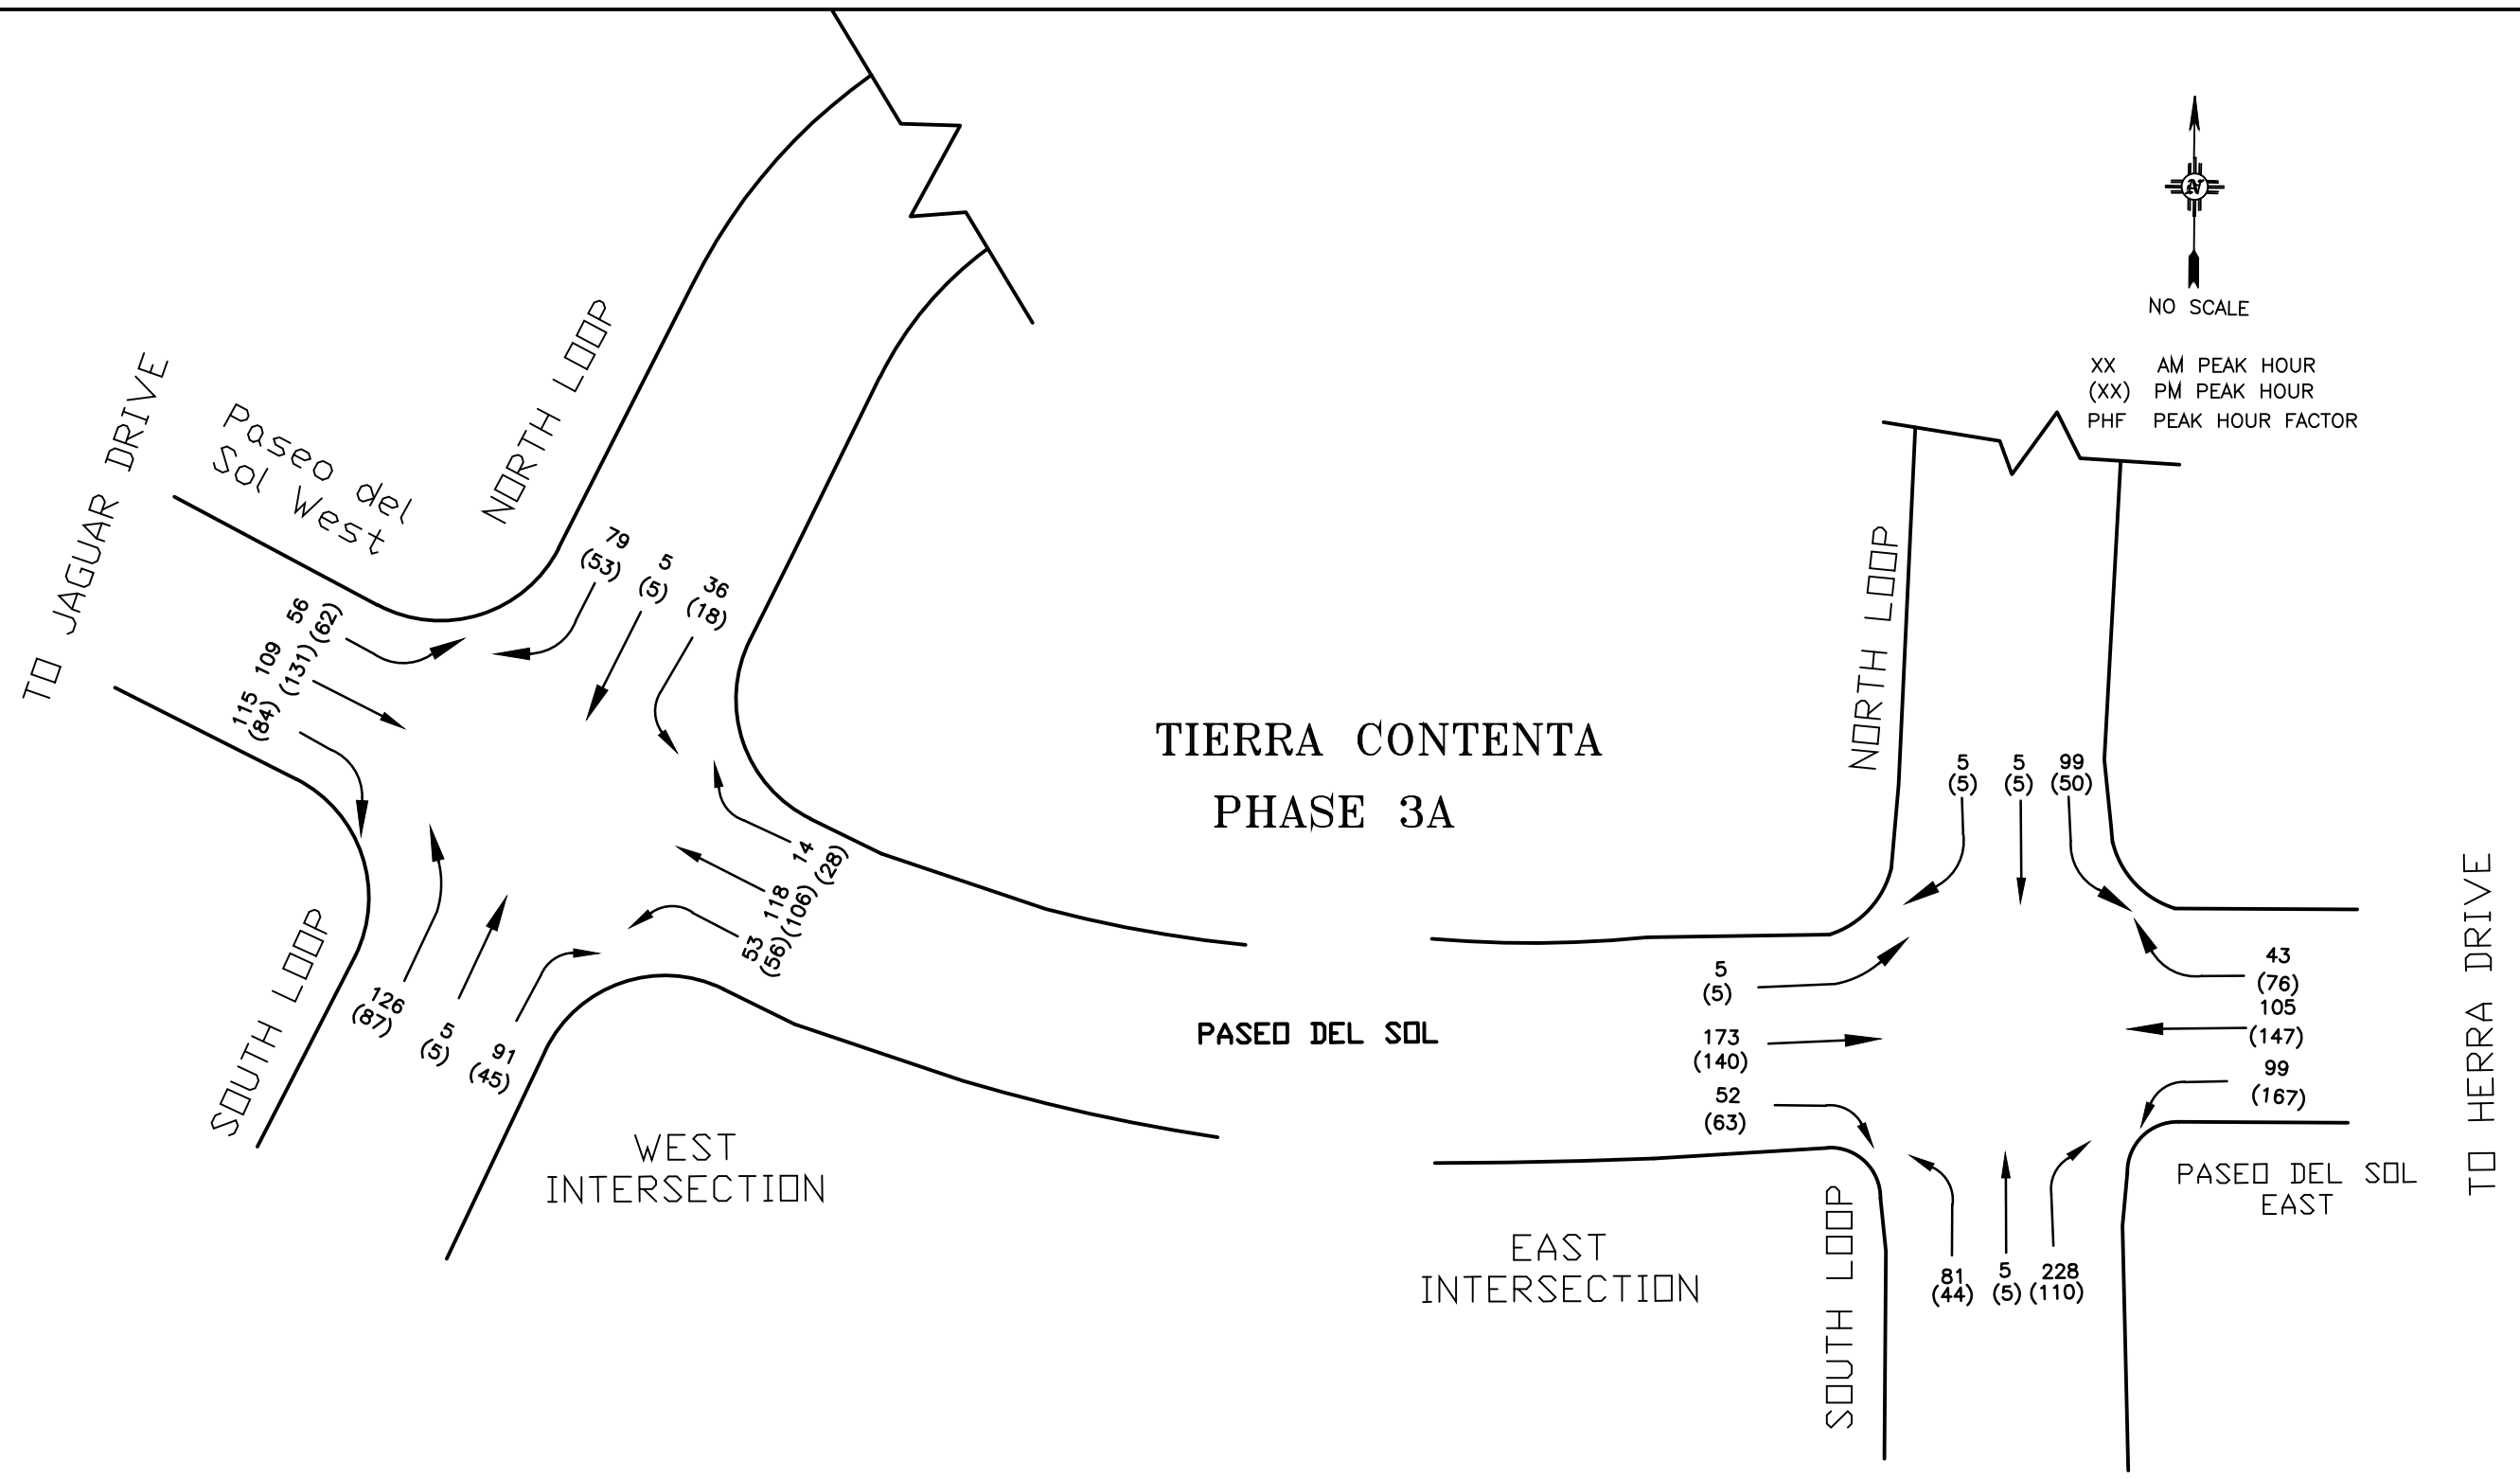 NO SCALE
XX AM PEAK HOUR
(XX) PM PEAK HOUR
PHF PEAK HOUR FACTOR
N
TO JAGUAR DRIVE
Paseo del
Sol West
NORTH LOOP
79
(53)
5
(5)
36
(18)
56
(62)
109
(131)
115
(84)
14
(28)
118
(106)
53
(56)
126
(87)
5
(5)
91
(45)
SOUTH LOOP
WEST
INTERSECTION
TIERRA CONTENTA
PHASE 3A
PASEO DEL SOL
NORTH LOOP
5
(5)
5
(5)
99
(50)
5
(5)
173
(140)
52
(63)
43
(76)
105
(147)
99
(167)
81
(44)
5
(5)
228
(110)
SOUTH LOOP
EAST
INTERSECTION
PASEO DEL SOL
EAST
TO HERRA DRIVE